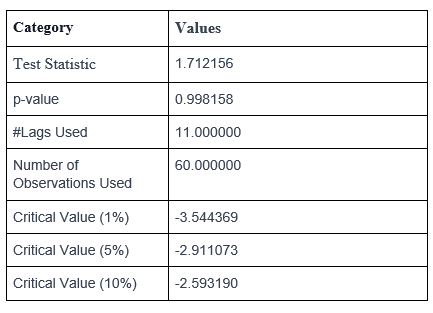 Category Values
Test Statistic 1.712156
p-value 0.998158
#Lags Used 11.000000
Number of
Observations Used 60.000000
Critical Value (1%) -3.544369
Critical Value (5%) -2.911073
Critical Value (10%) -2.593190